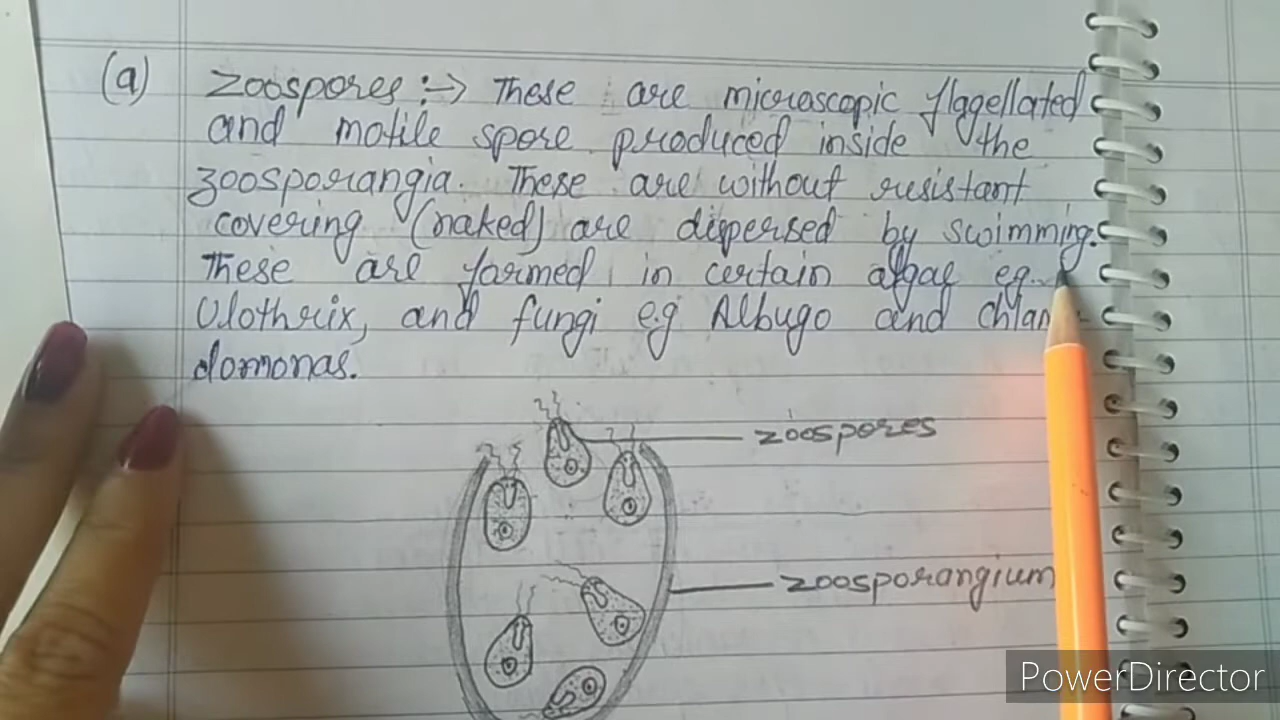 (a) Zoospores :-> These are microscopic flagellated
and motile spore produced inside the
zoosporangia. These are without resistant
covering (naked) are dispersed by swimming.
These are formed in certain algae eg.
Ulothrix, and fungi e.g Albugo and
domonas.
zoospores
zoosporangium
PowerDirector